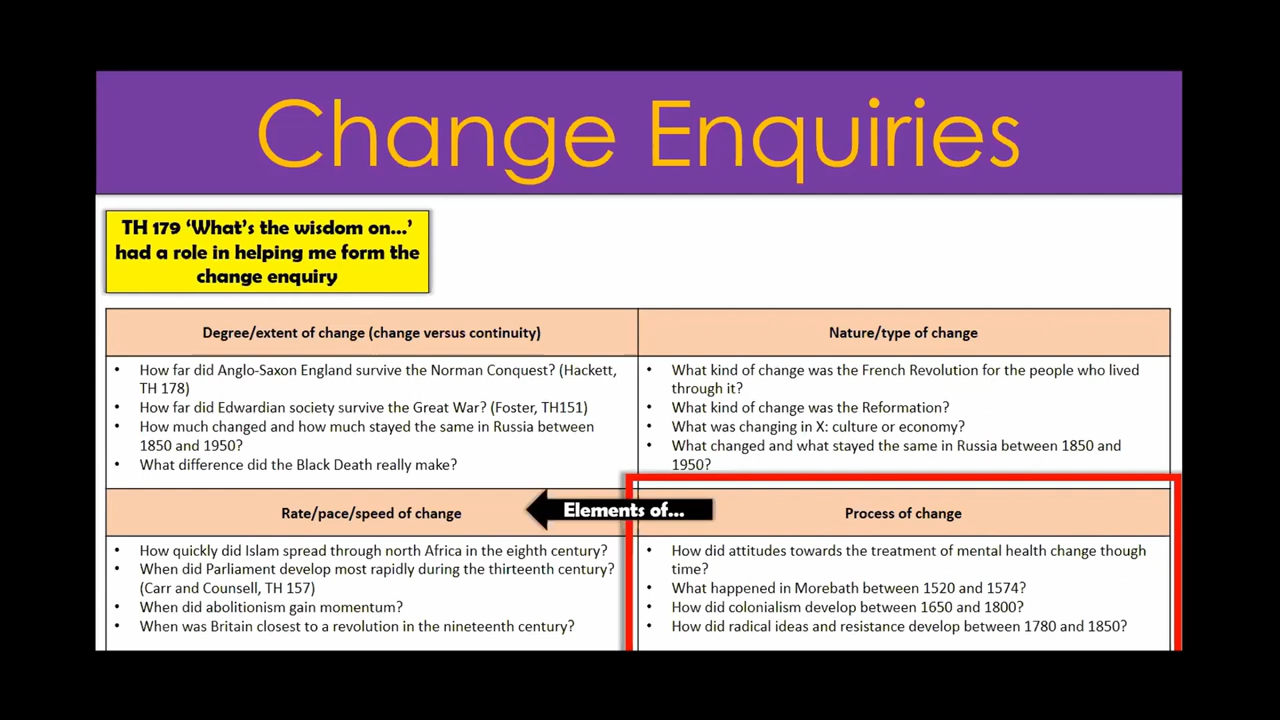 Change Enquiries
TH 179 ‘What’s the wisdom on…’
had a role in helping me form the
change enquiry
Degree/extent of change (change versus continuity)
• How far did Anglo-Saxon England survive the Norman Conquest? (Hackett,
TH 178)
• How far did Edwardian society survive the Great War? (Foster, TH151)
• How much changed and how much stayed the same in Russia between
1850 and 1950?
• What difference did the Black Death really make?
Nature/type of change
• What kind of change was the French Revolution for the people who lived
through it?
• What kind of change was the Reformation?
• What was changing in X: culture or economy?
• What changed and what stayed the same in Russia between 1850 and
1950?
Rate/pace/speed of change
Elements of…
Process of change
• How quickly did Islam spread through north Africa in the eighth century?
• When did Parliament develop most rapidly during the thirteenth century?
(Carr and Counsell, TH 157)
• When did abolitionism gain momentum?
• When was Britain closest to a revolution in the nineteenth century?
• How did attitudes towards the treatment of mental health change though
time?
• What happened in Morebath between 1520 and 1574?
• How did colonialism develop between 1650 and 1800?
• How did radical ideas and resistance develop between 1780 and 1850?